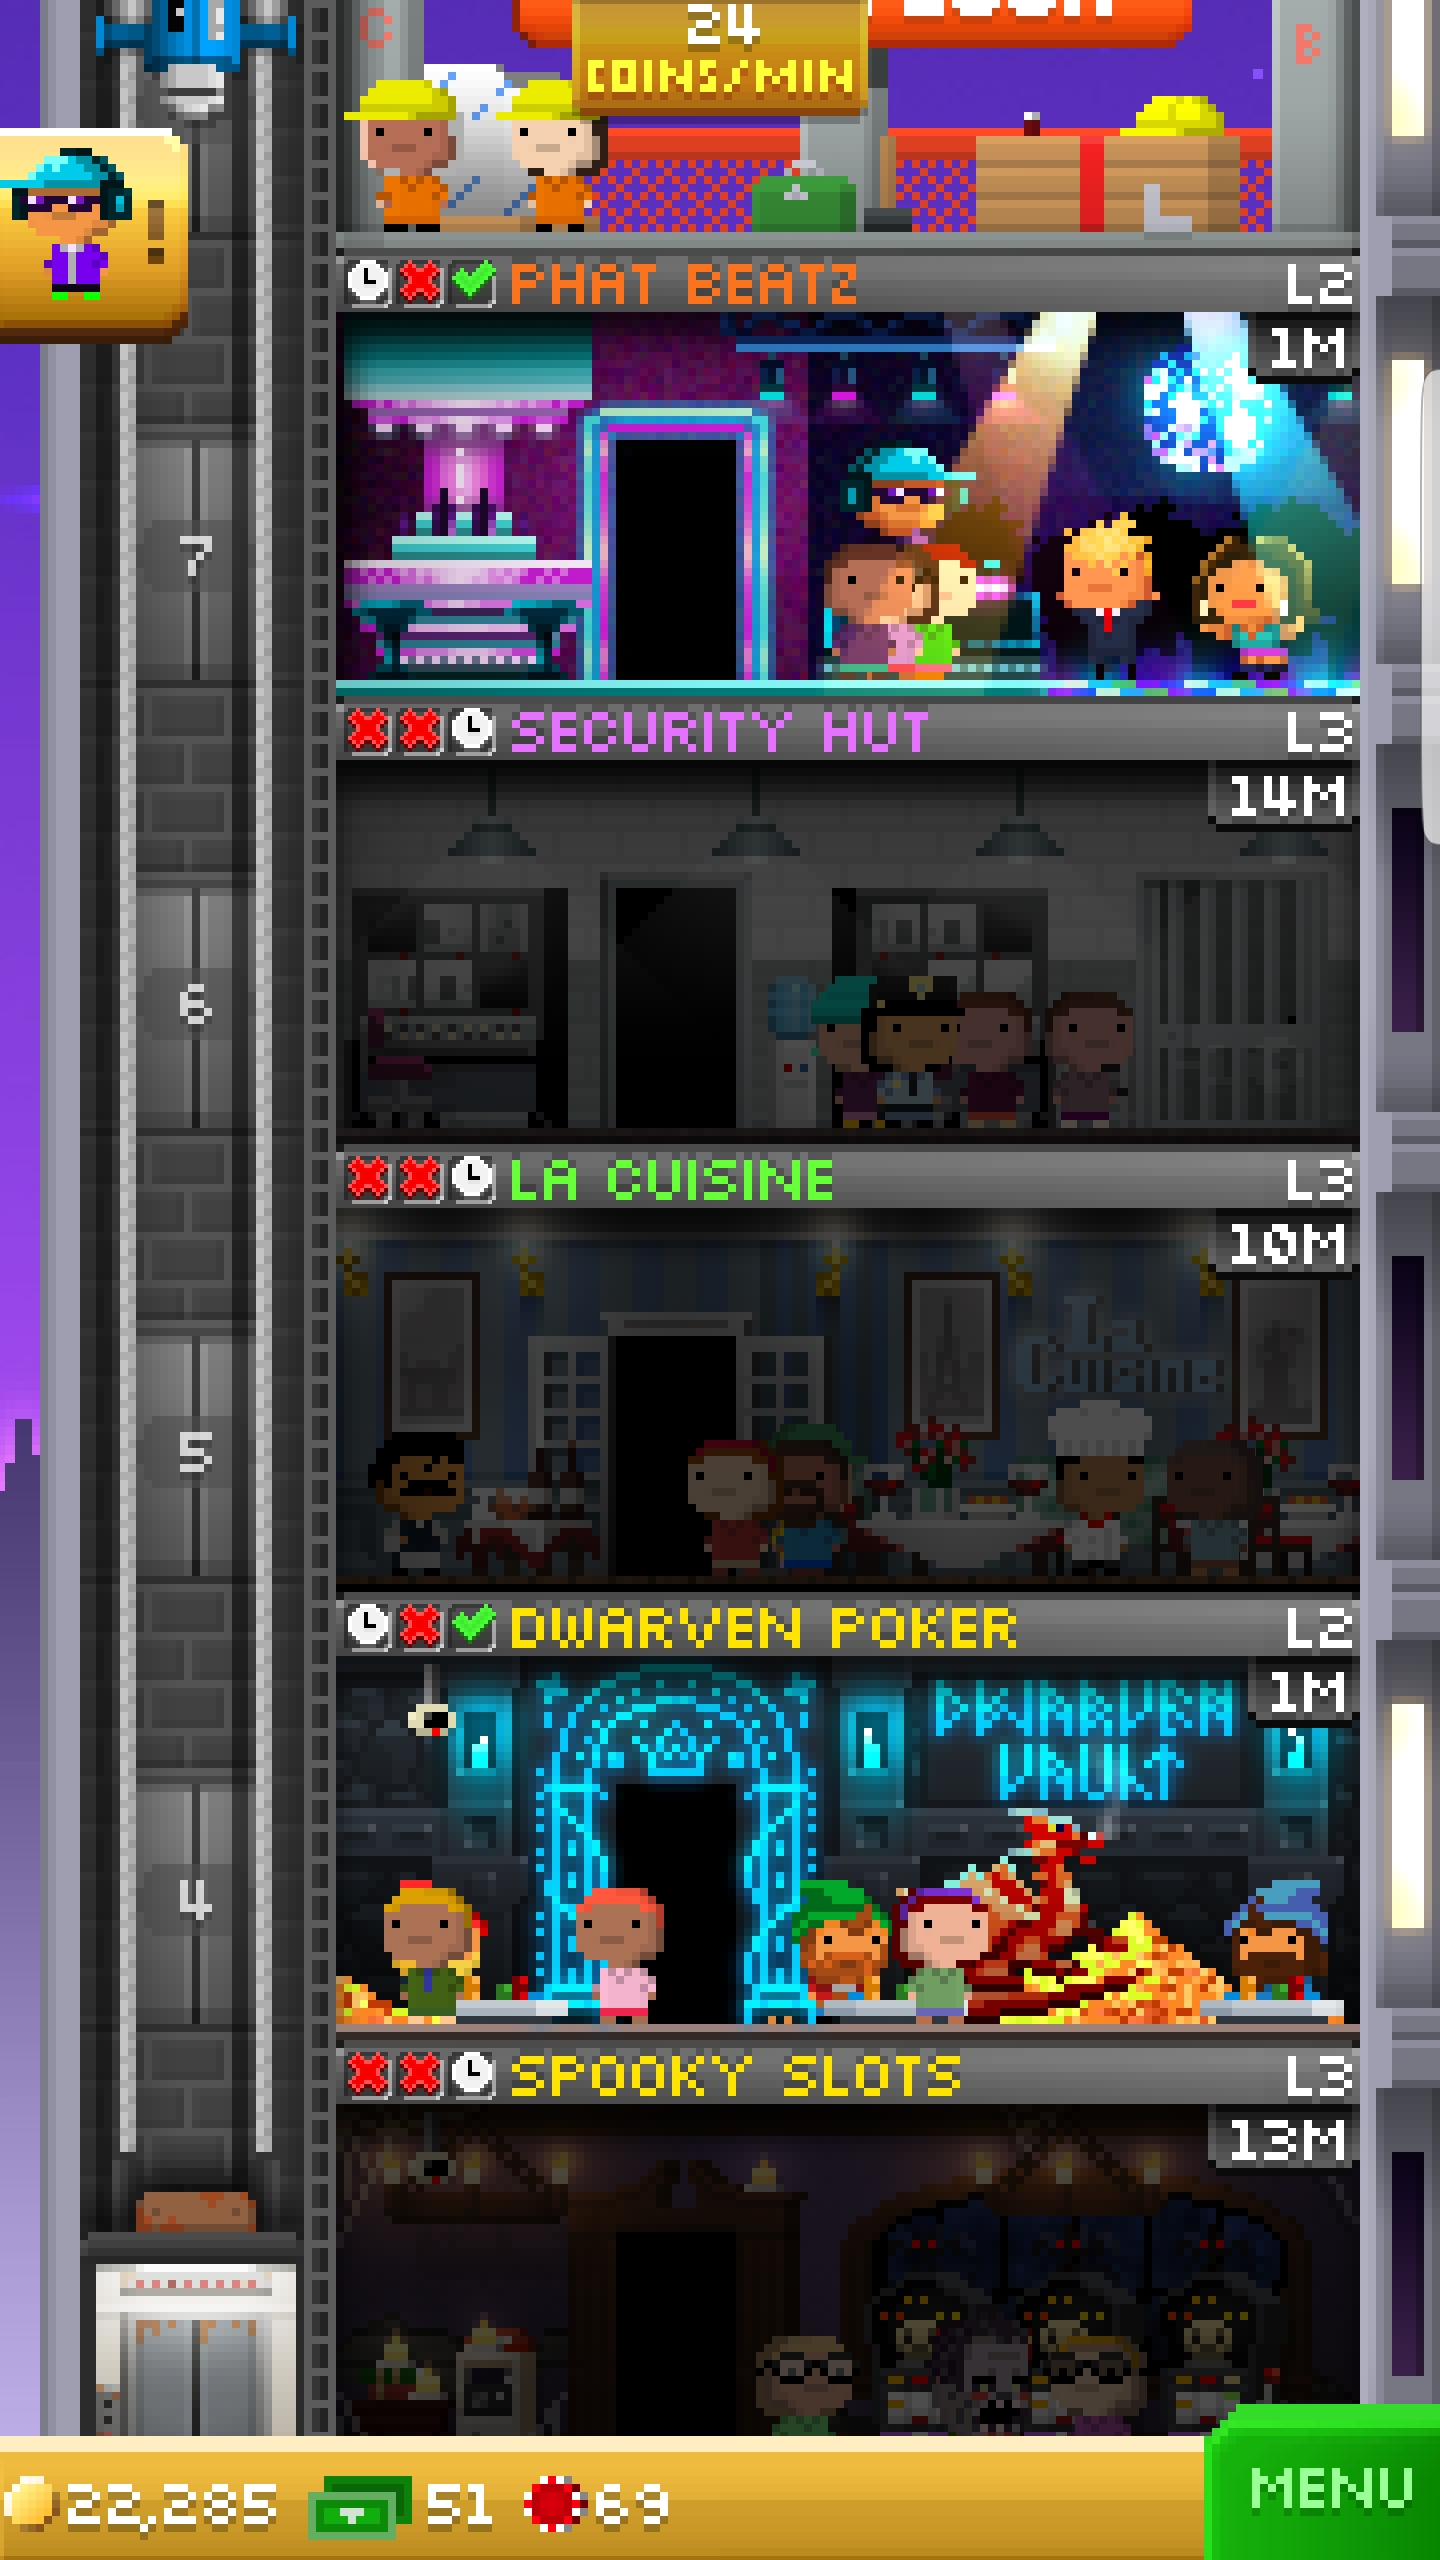 C
24
COINS/MIN
B
PHAT BEATZ L2
1M
7
SECURITY HUT L3
14M
6
LA CUISINE L3
10M
La
Cuisine
5
DWARVEN POKER L2
1M
DWARVEN
VAULT
4
SPOOKY SLOTS L3
13M
22,285 51 69
MENU